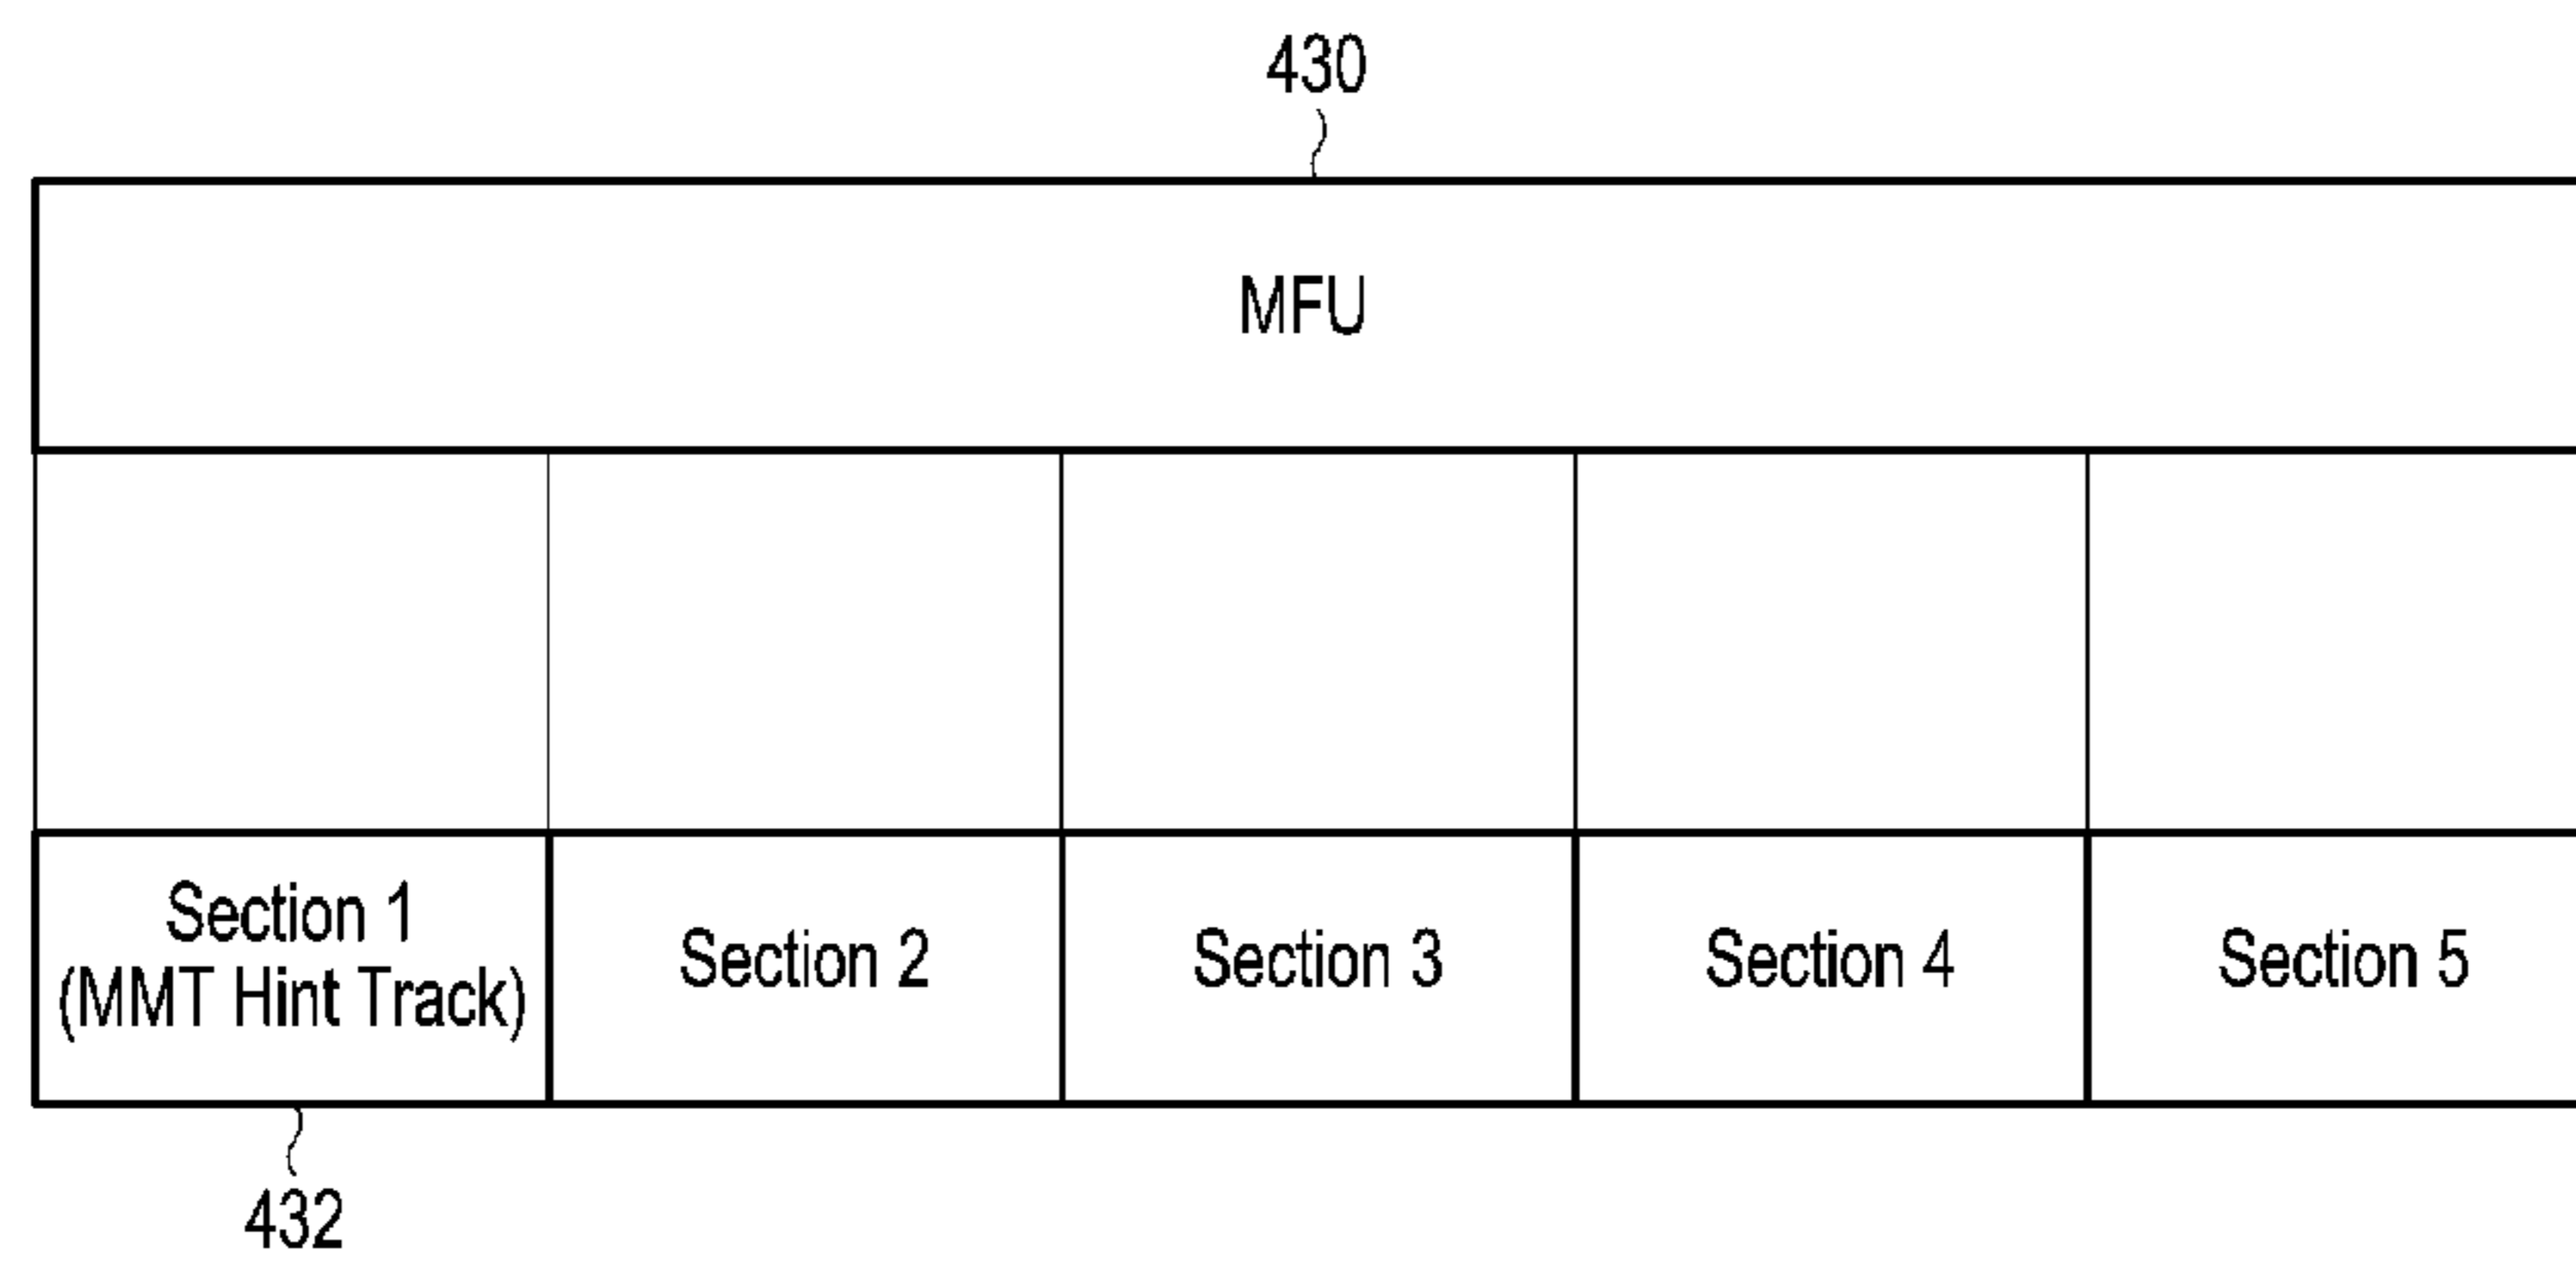 430
MFU
Section 1
(MMT Hint Track)
Section 2
Section 3
Section 4
Section 5
432